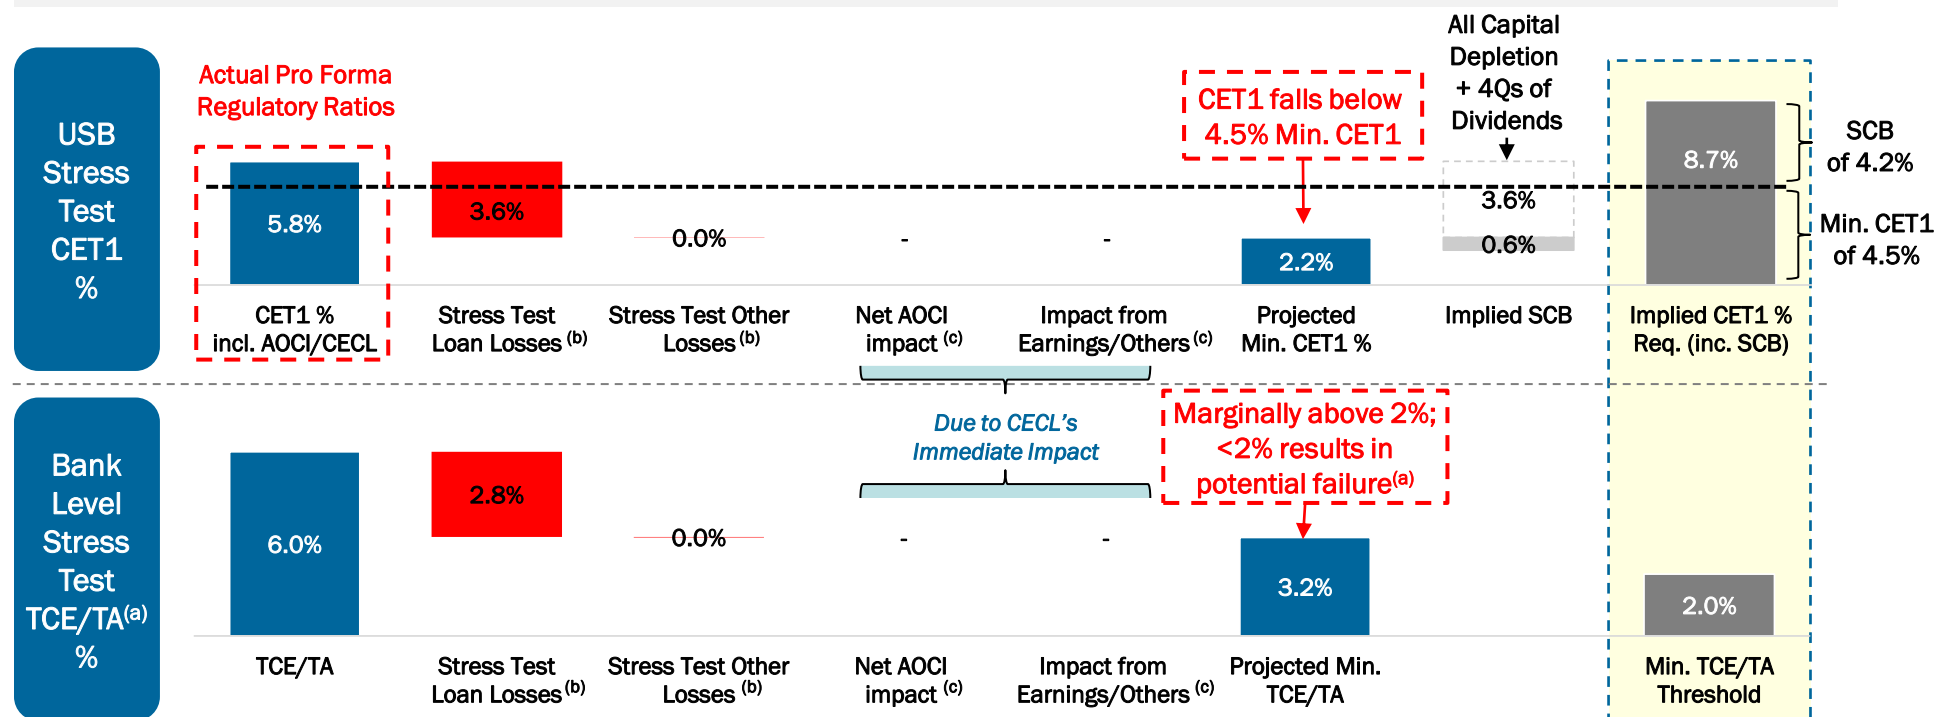 USB
Stress
Test
CET1
%
Actual Pro Forma
Regulatory Ratios
5.8%
CET1 %
incl. AOCI/CECL
3.6%
Stress Test
Loan Losses (b)
0.0%
Stress Test Other
Losses (b)
-
Net AOCI
impact (c)
-
Impact from
Earnings/Others (c)
CET1 falls below
4.5% Min. CET1
2.2%
Projected
Min. CET1 %
All Capital
Depletion
+ 4Qs of
Dividends
3.6%
0.6%
Implied SCB
8.7%
Implied CET1 %
Req. (inc. SCB)
SCB
of 4.2%
Min. CET1
of 4.5%
Due to CECL's
Immediate Impact
Bank
Level
Stress
Test
TCE/TA(a)
%
6.0%
TCE/TA
2.8%
Stress Test
Loan Losses (b)
0.0%
Stress Test Other
Losses (b)
-
Net AOCI
impact (c)
-
Impact from
Earnings/Others (c)
Marginally above 2%;
<2% results in
potential failure(a)
3.2%
Projected Min.
TCE/TA
2.0%
Min. TCE/TA
Threshold